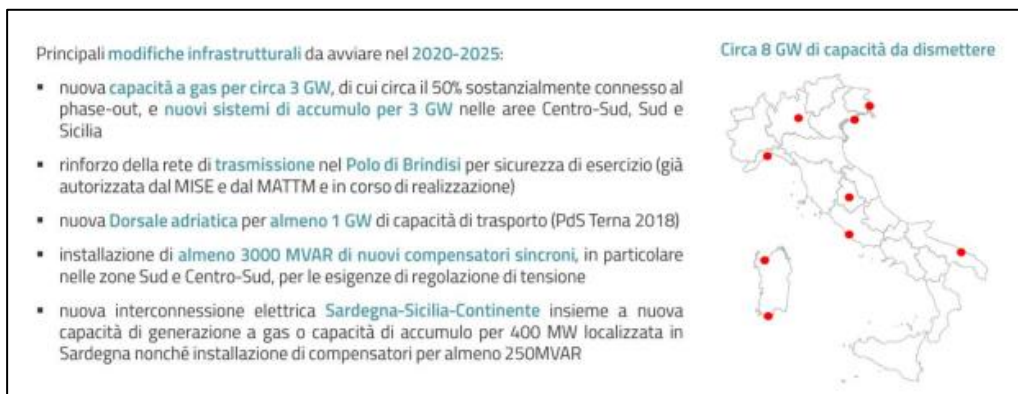 Principali modifiche infrastrutturali da avviare nel 2020-2025:
Circa 8 GW di capacità da dismettere
▪ nuova capacità a gas per circa 3 GW, di cui circa il 50% sostanzialmente connesso al
phase-out, e nuovi sistemi di accumulo per 3 GW nelle aree Centro-Sud, Sud e
Sicilia
▪ rinforzo della rete di trasmissione nel Polo di Brindisi per sicurezza di esercizio (già
autorizzata dal MISE e dal MATTM e in corso di realizzazione)
▪ nuova Dorsale adriatica per almeno 1 GW di capacità di trasporto (PdS Terna 2018)
▪ installazione di almeno 3000 MVAR di nuovi compensatori sincroni, in particolare
nelle zone Sud e Centro-Sud, per le esigenze di regolazione di tensione
▪ nuova interconnessione elettrica Sardegna-Sicilia-Continente insieme a nuova
capacità di generazione a gas o capacità di accumulo per 400 MW localizzata in
Sardegna nonché installazione di compensatori per almeno 250MVAR